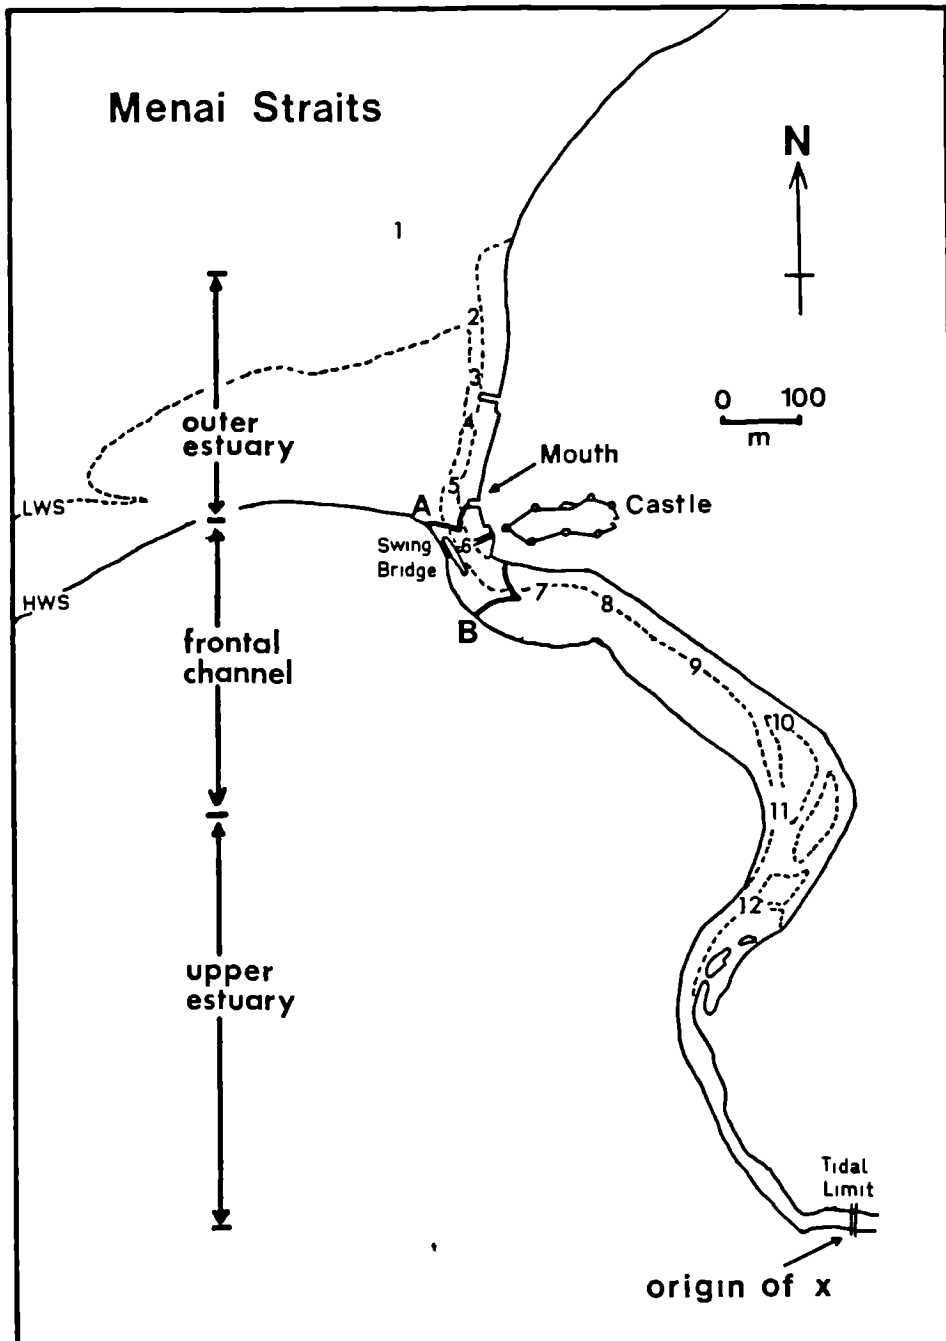 Menai Straits
N
1
2
0 100
m
3
4
outer
estuary
5
Mouth
A
Castle
LWS
6
Swing
Bridge
HWS
7
8
B
frontal
channel
9
10
11
12
upper
estuary
Tidal
Limit
origin of x